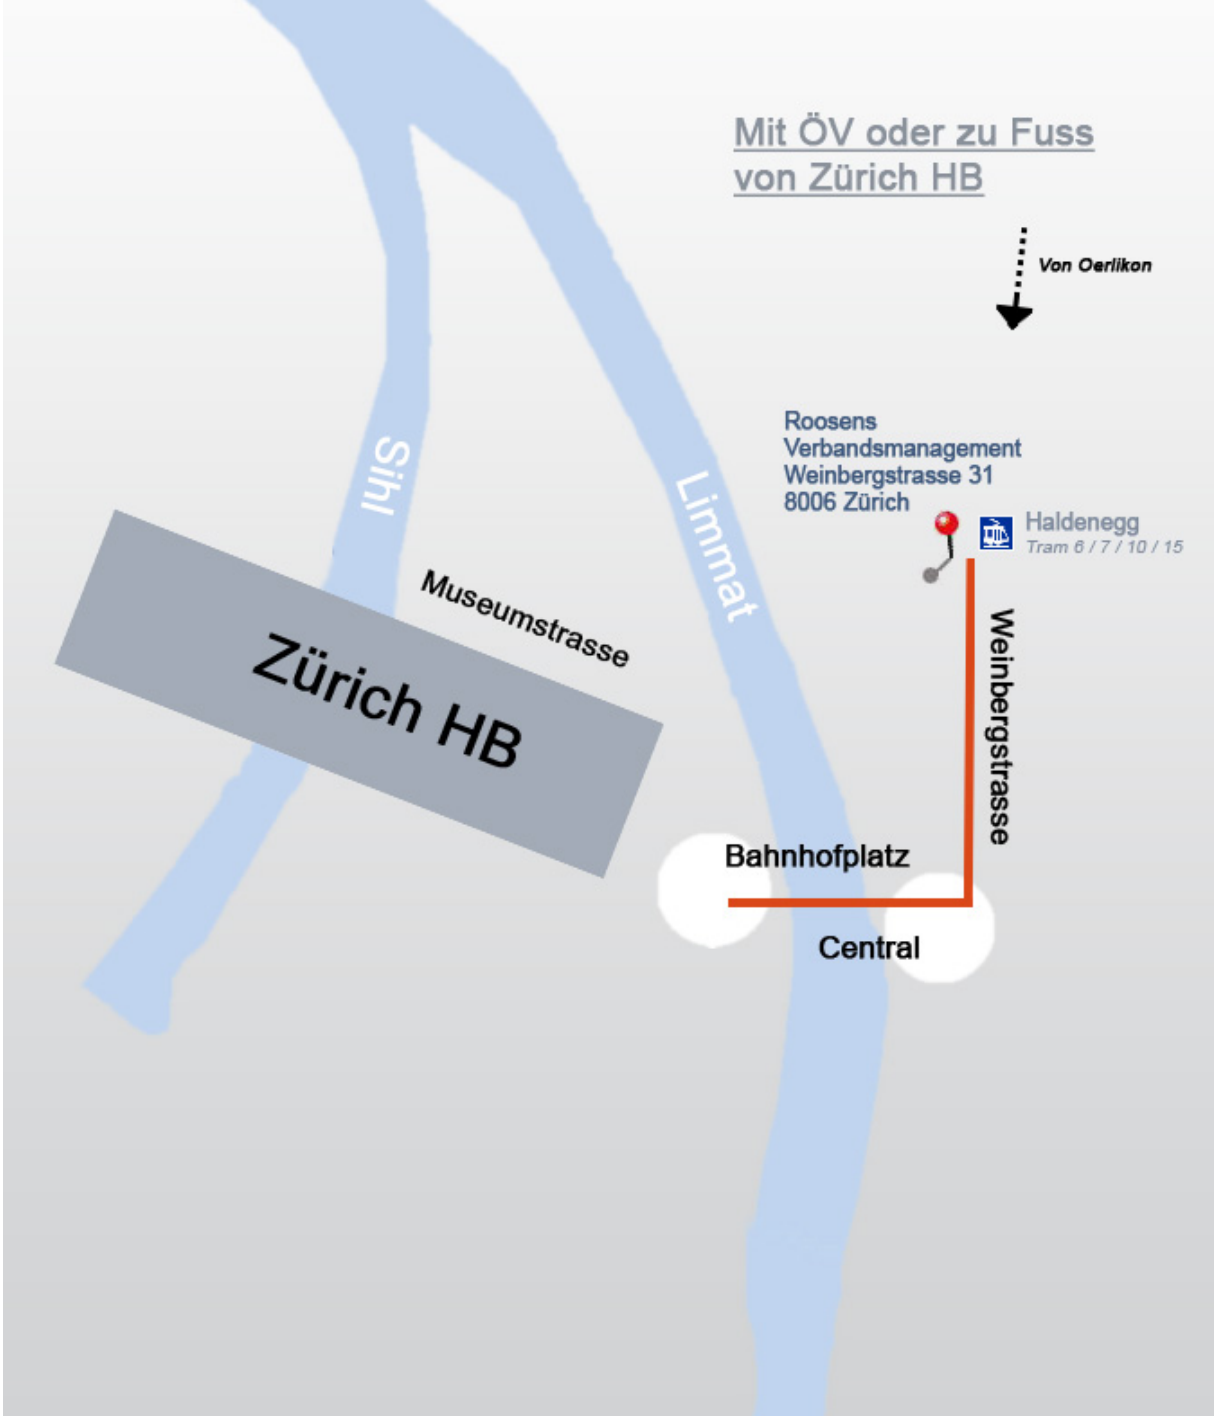 Mit ÖV oder zu Fuss
von Zürich HB
Von Oerlikon
Roosens
Verbandsmanagement
Weinbergstrasse 31
8006 Zürich
Haldenegg
Tram 6 / 7 / 10 / 15
Sihl
Limmat
Museumstrasse
Zürich HB
Weinbergstrasse
Bahnhofplatz
Central